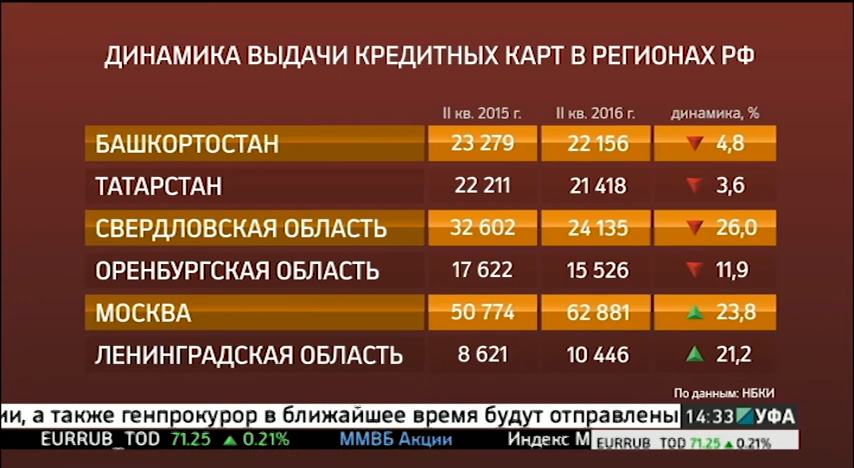 ДИНАМИКА ВЫДАЧИ КРЕДИТНЫХ КАРТ В РЕГИОНАХ РФ
II кв. 2015 г. II кв. 2016 г. динамика, %
БАШКОРТОСТАН 23 279 22 156 ▼ 4,8
ТАТАРСТАН 22 211 21 418 ▼ 3,6
СВЕРДЛОВСКАЯ ОБЛАСТЬ 32 602 24 135 ▼ 26,0
ОРЕНБУРГСКАЯ ОБЛАСТЬ 17 622 15 526 ▼ 11,9
МОСКВА 50 774 62 881 ▲ 23,8
ЛЕНИНГРАДСКАЯ ОБЛАСТЬ 8 621 10 446 ▲ 21,2
По данным: НБКИ
ии, а также генпрокурор в ближайшее время будут отправлены 14:33 УФА
EURRUB_TOD 71.25 ▲ 0.21% ММВБ Акции Индекс М EURRUB_TOD 71.25 ▲ 0.21%